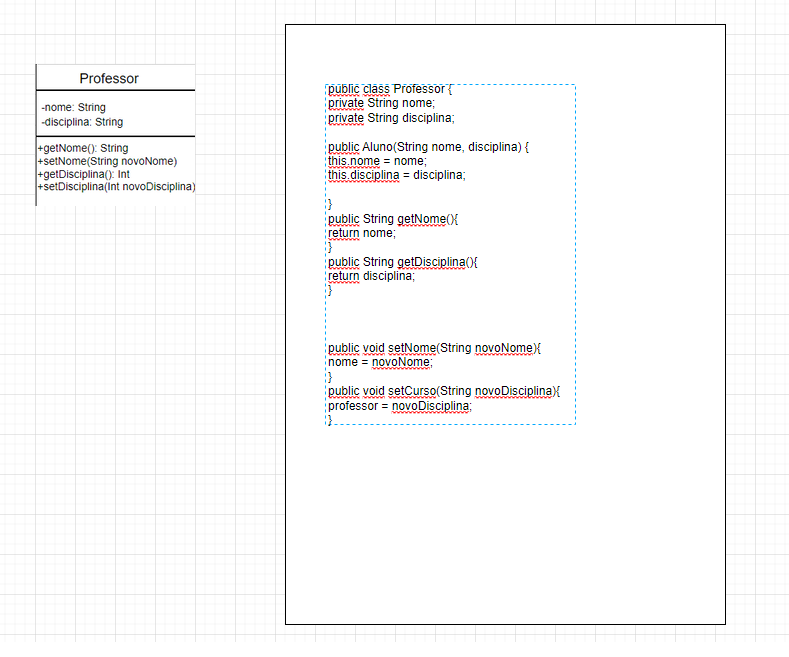 Professor
-nome: String
-disciplina: String
+getNome(): String
+setNome(String novoNome)
+getDisciplina(): Int
+setDisciplina(Int novoDisciplina)
public class Professor {
private String nome;
private String disciplina;
public Aluno(String nome, disciplina) {
this.nome = nome;
this.disciplina = disciplina;
}
public String getNome(){
return nome;
}
public String getDisciplina(){
return disciplina;
}
public void setNome(String novoNome){
nome = novoNome;
}
public void setCurso(String novoDisciplina){
professor = novoDisciplina;
}